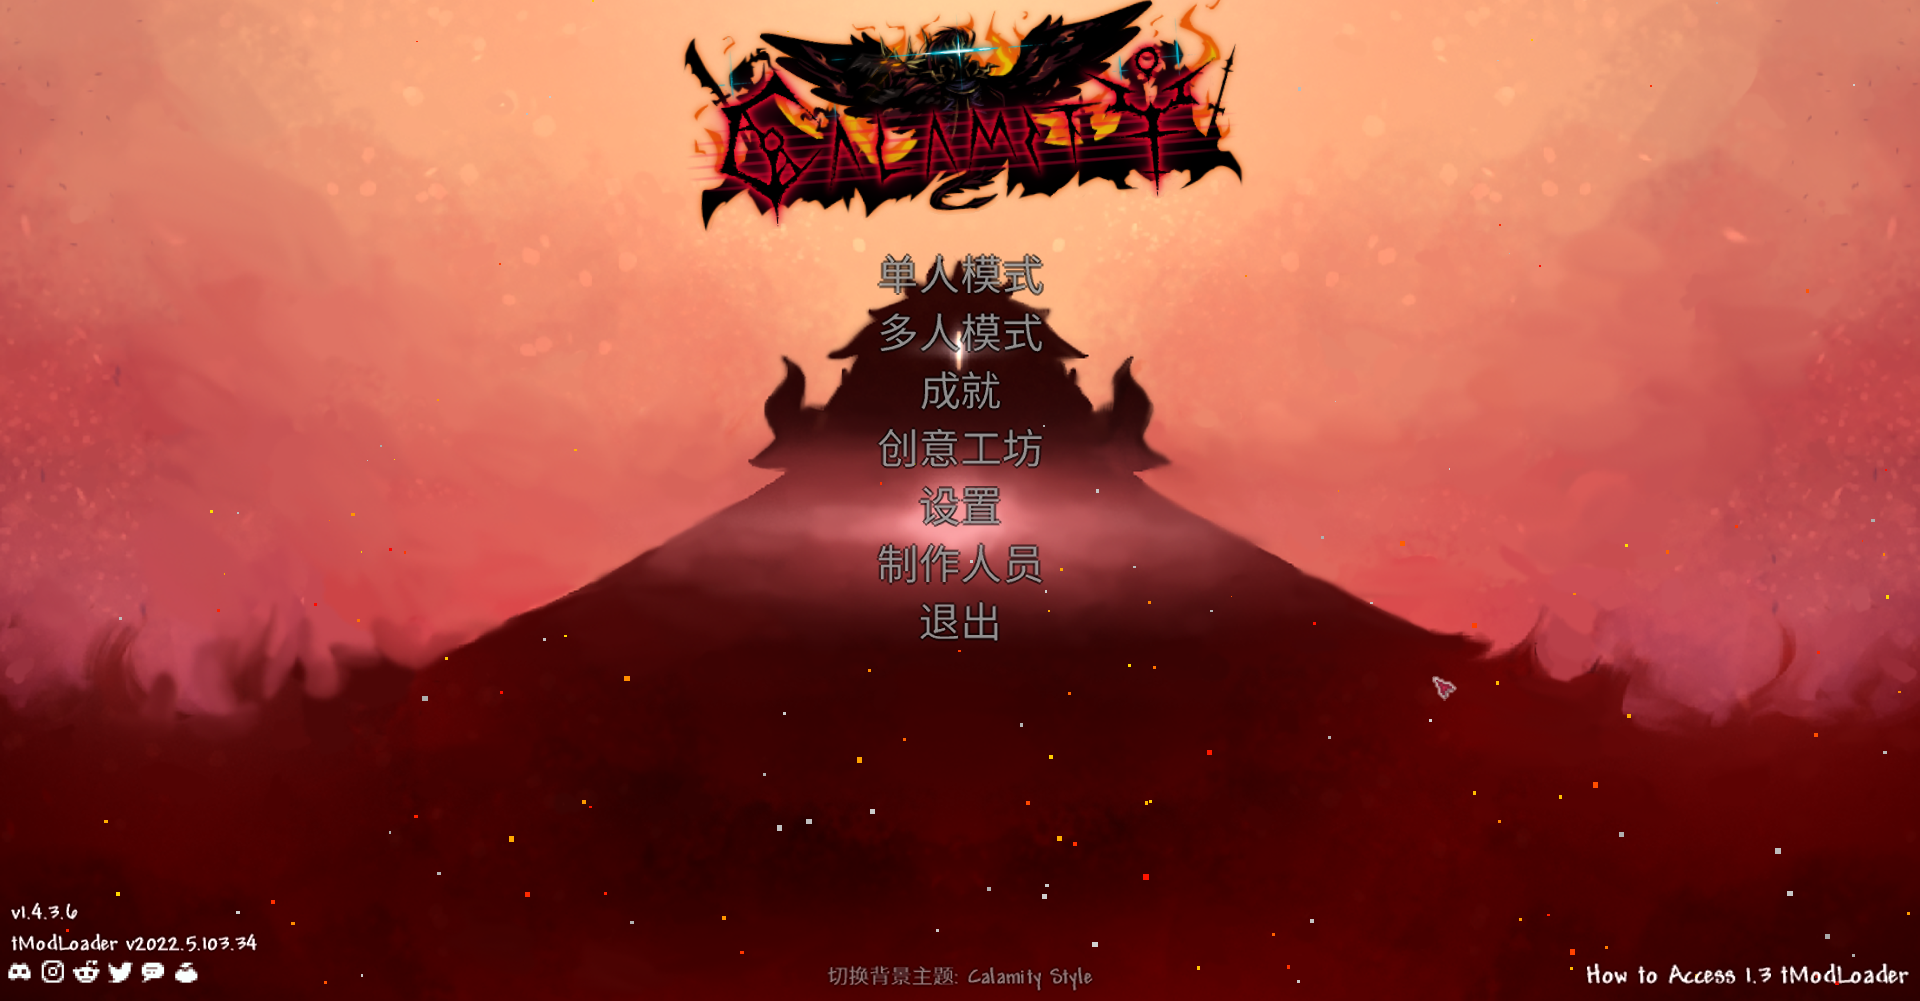 CALAMITY
单人模式
多人模式
成就
创意工坊
设置
制作人员
退出
v1.4.3.6
tModLoader v2022.5.103.34
切换背景主题: Calamity Style
How to Access 1.3 tModLoader